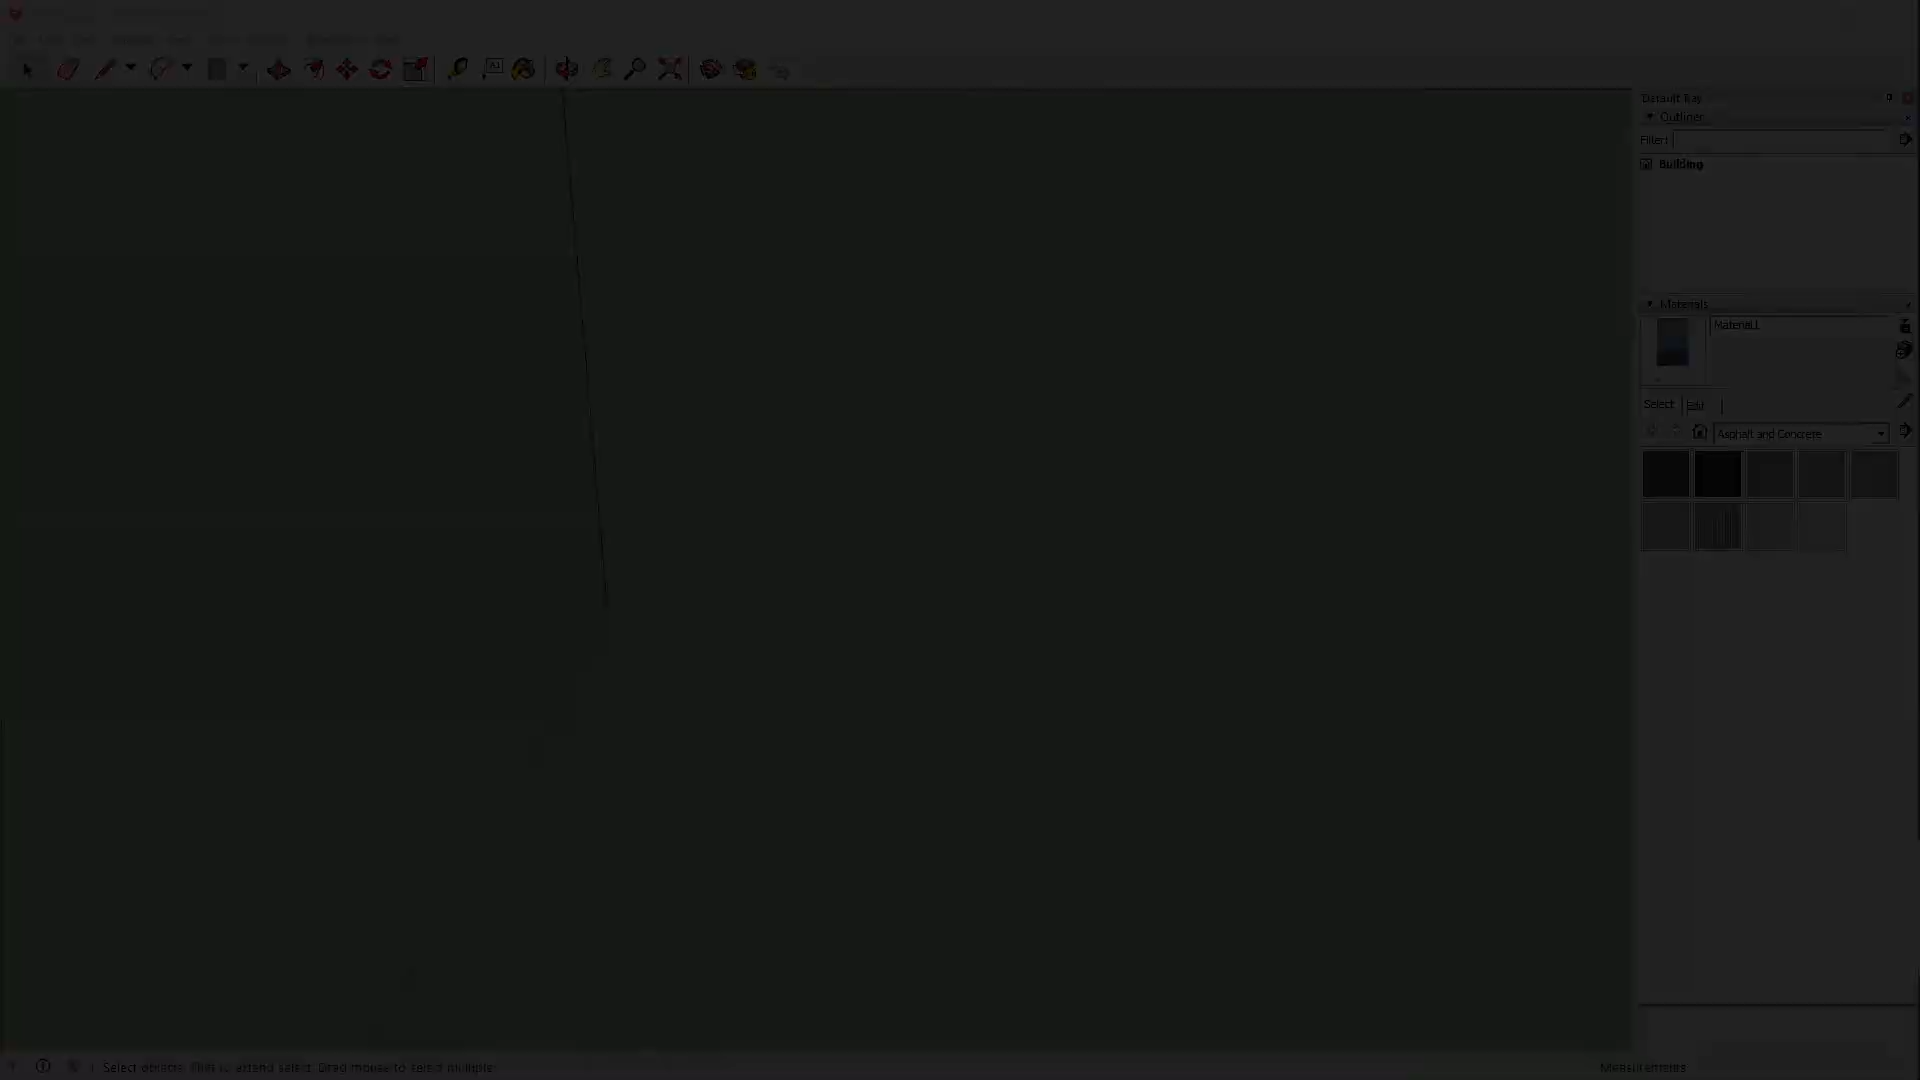 Default Tray
Outliner
Filter:
Building
Materials
Material1
Select
Edit
Asphalt and Concrete
Select objects. Shift to extend select. Drag mouse to select multiple.
Measurements